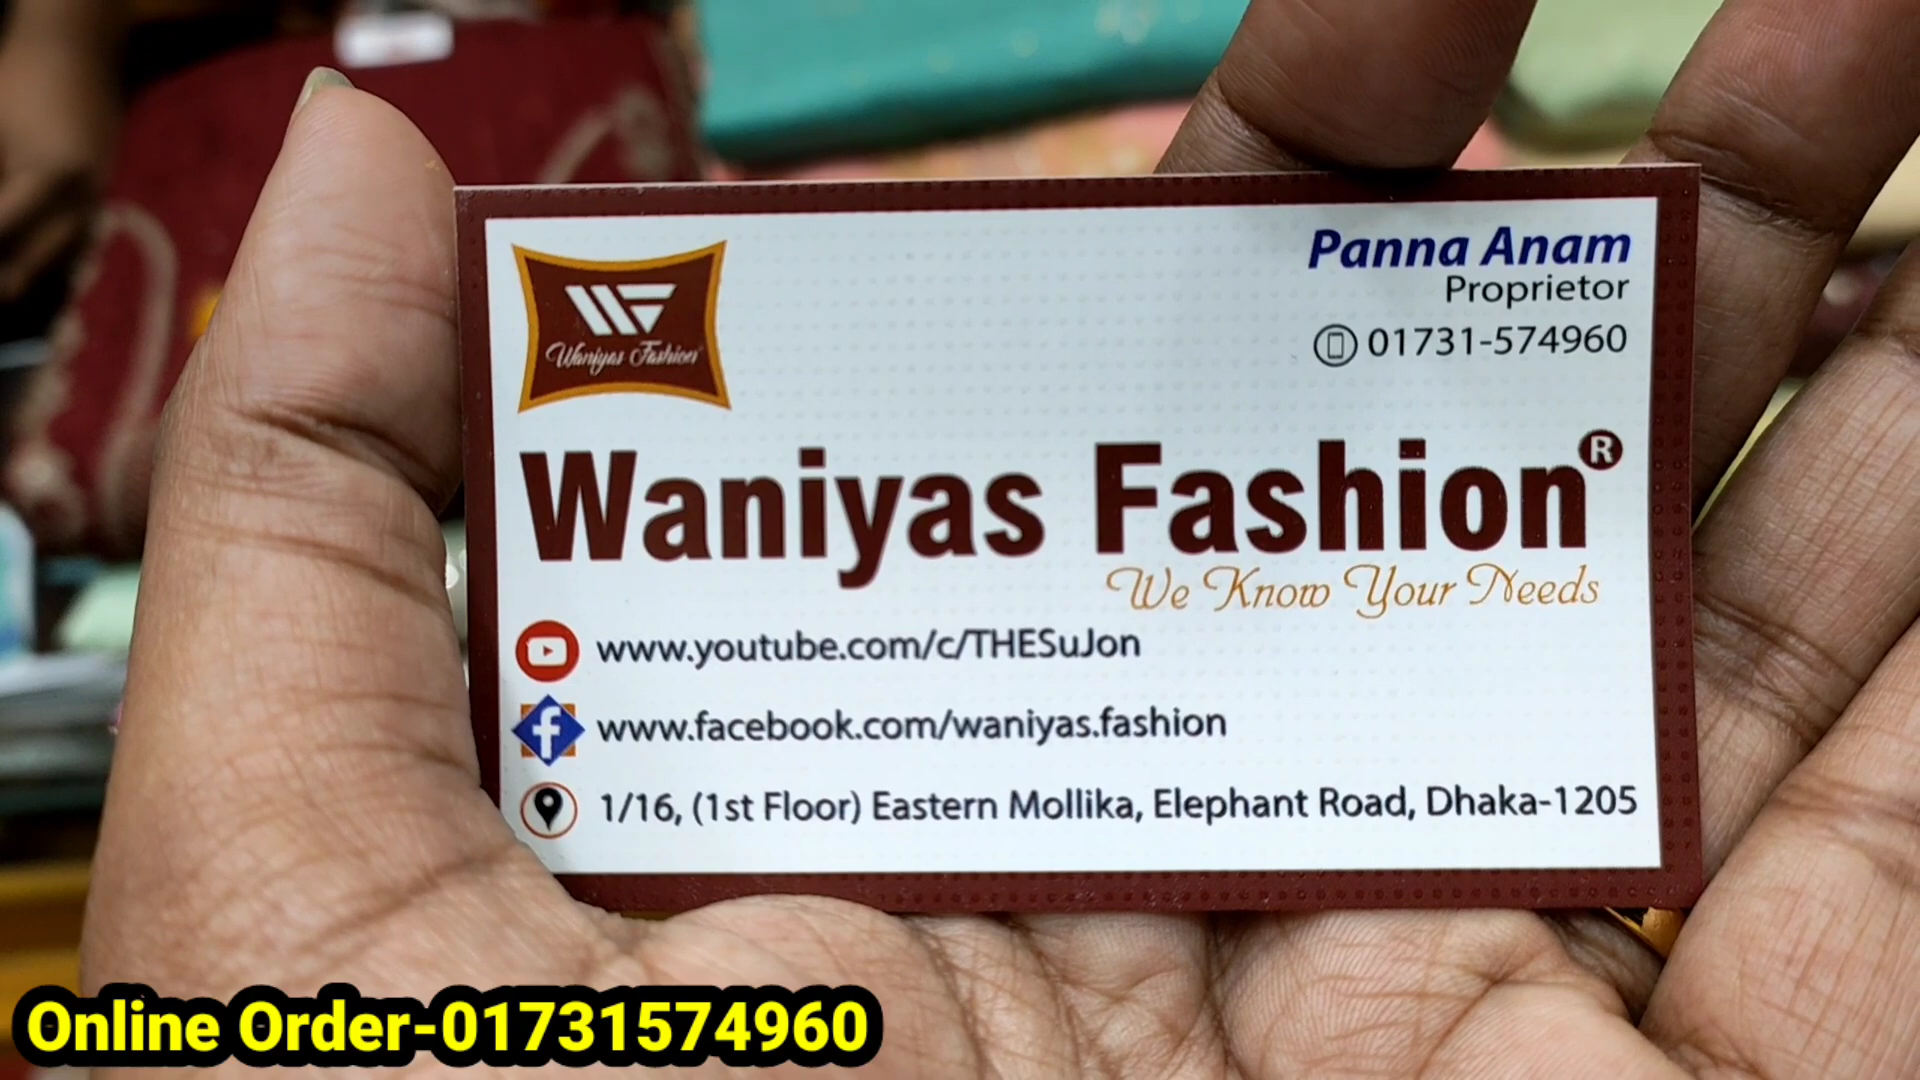 WF
Waniyas Fashion
Panna Anam
Proprietor
01731-574960
Waniyas Fashion®
We Know Your Needs
www.youtube.com/c/THESuJon
www.facebook.com/waniyas.fashion
1/16, (1st Floor) Eastern Mollika, Elephant Road, Dhaka-1205
Online Order-01731574960